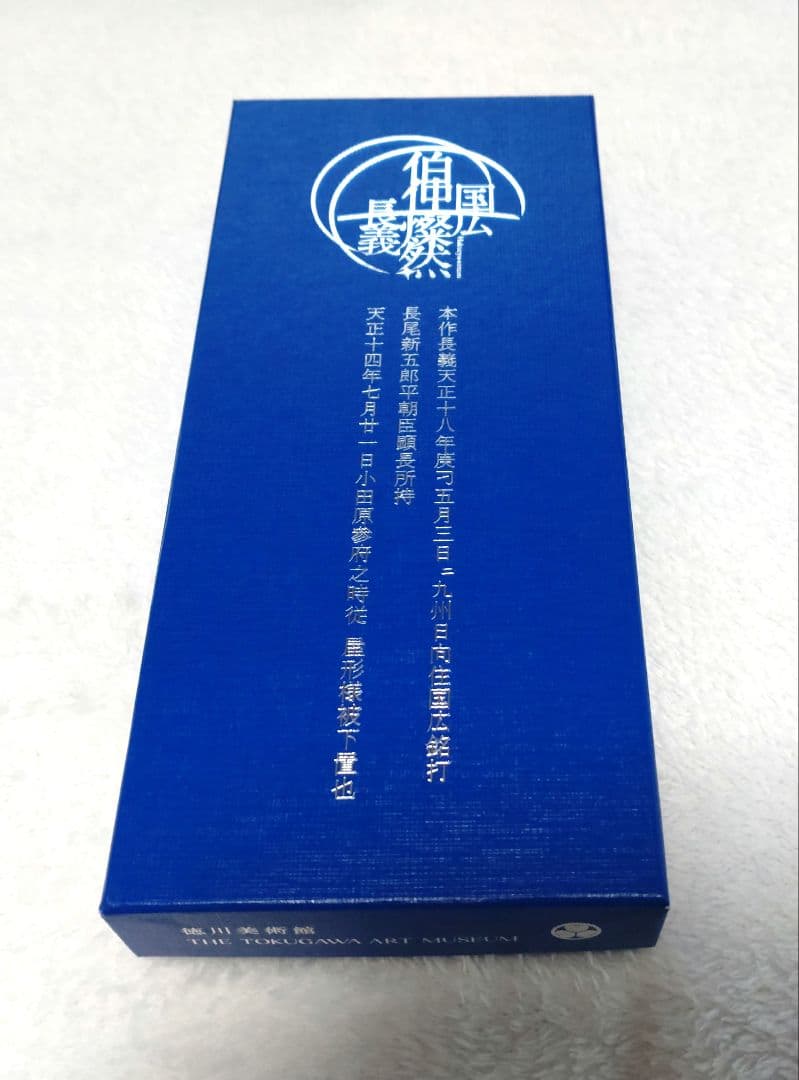 伯仲燦然
国広
長義
本作長義天正十八年庚刁五月三日ニ九州日向住国広銘打
長尾新五郎平朝臣顕長所持
天正十四年七月廿一日小田原参府之時従 屋形様被下置也
徳川美術館
THE TOKUGAWA ART MUSEUM